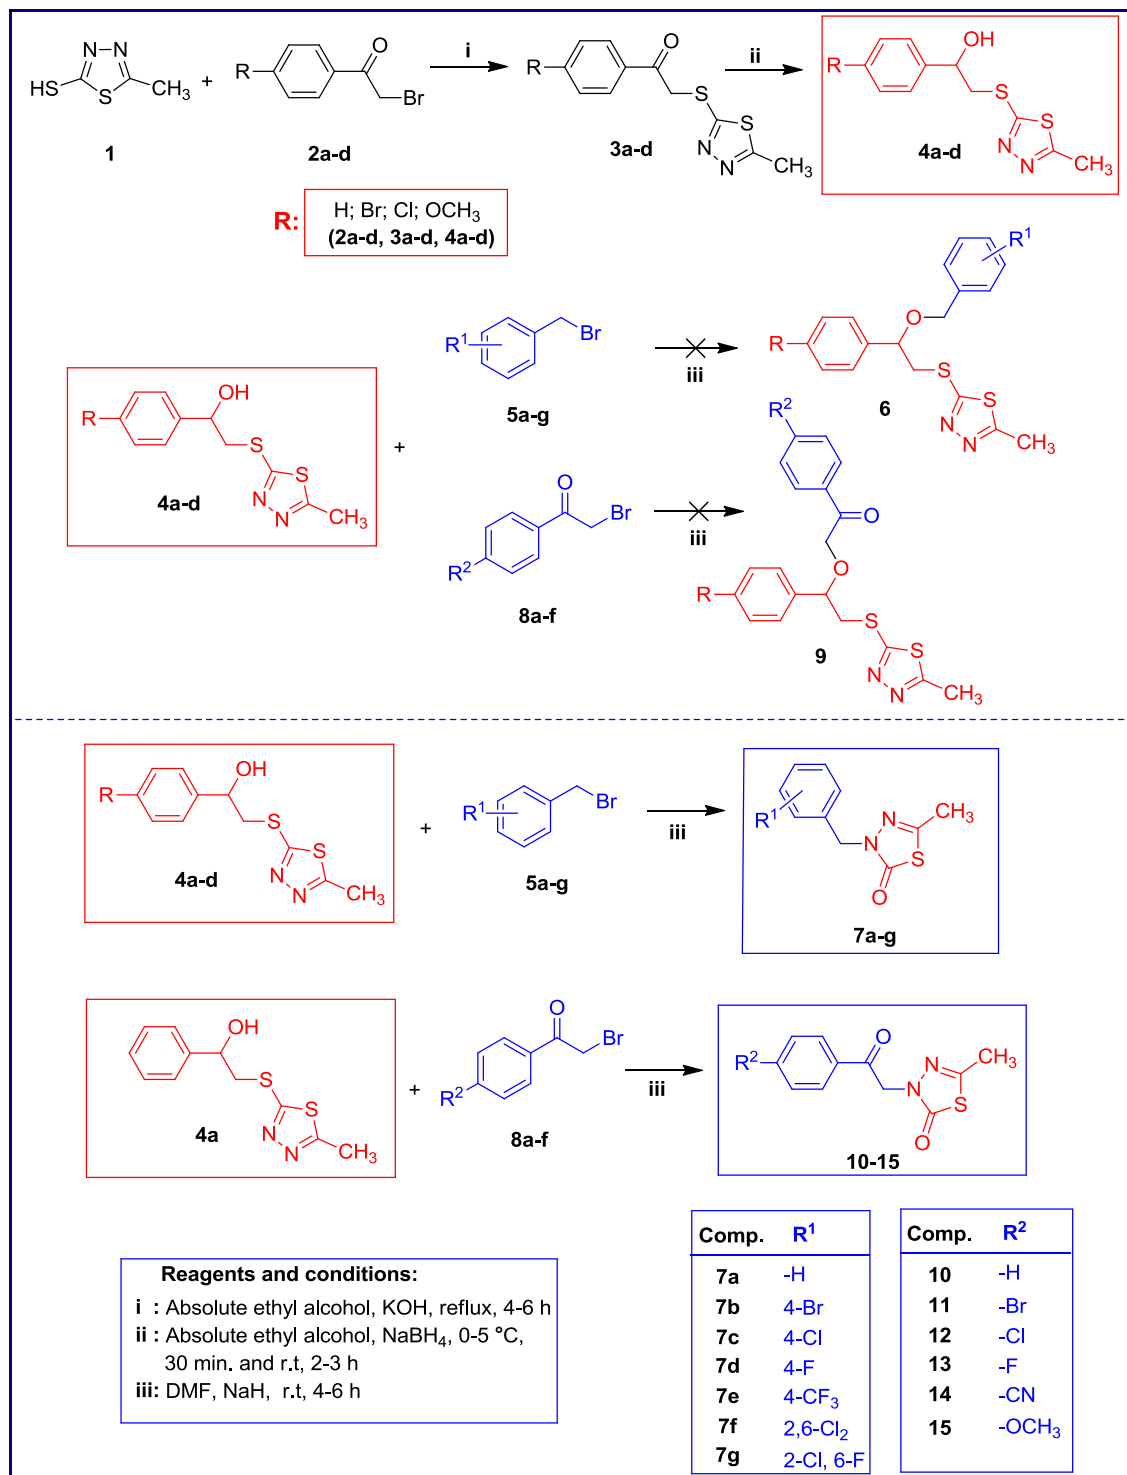 N N
HS S CH3
+
R O Br
i
R O S
S
N N CH3
ii
R OH S
S
N N CH3
1
2a-d
3a-d
4a-d
R: H; Br; Cl; OCH3
(2a-d, 3a-d, 4a-d)
R1 Br
5a-g
iii
R1
O
R S
S
N N CH3
6
R OH S
S
N N CH3
4a-d
+
O Br
R2
8a-f
iii
R2
O
O
R S
S
N N CH3
9
R OH S
S
N N CH3
4a-d
+
R1 Br
5a-g
iii
R1 N N CH3
S
O
7a-g
OH
S
S
N N CH3
4a
+
O Br
R2
8a-f
iii
R2 O N N CH3
S
O
10-15
Reagents and conditions:
i : Absolute ethyl alcohol, KOH, reflux, 4-6 h
ii : Absolute ethyl alcohol, NaBH4, 0-5 °C,
30 min. and r.t, 2-3 h
iii: DMF, NaH, r.t, 4-6 h
Comp. R1
7a -H
7b 4-Br
7c 4-Cl
7d 4-F
7e 4-CF3
7f 2,6-Cl2
7g 2-Cl, 6-F
Comp. R2
10 -H
11 -Br
12 -Cl
13 -F
14 -CN
15 -OCH3